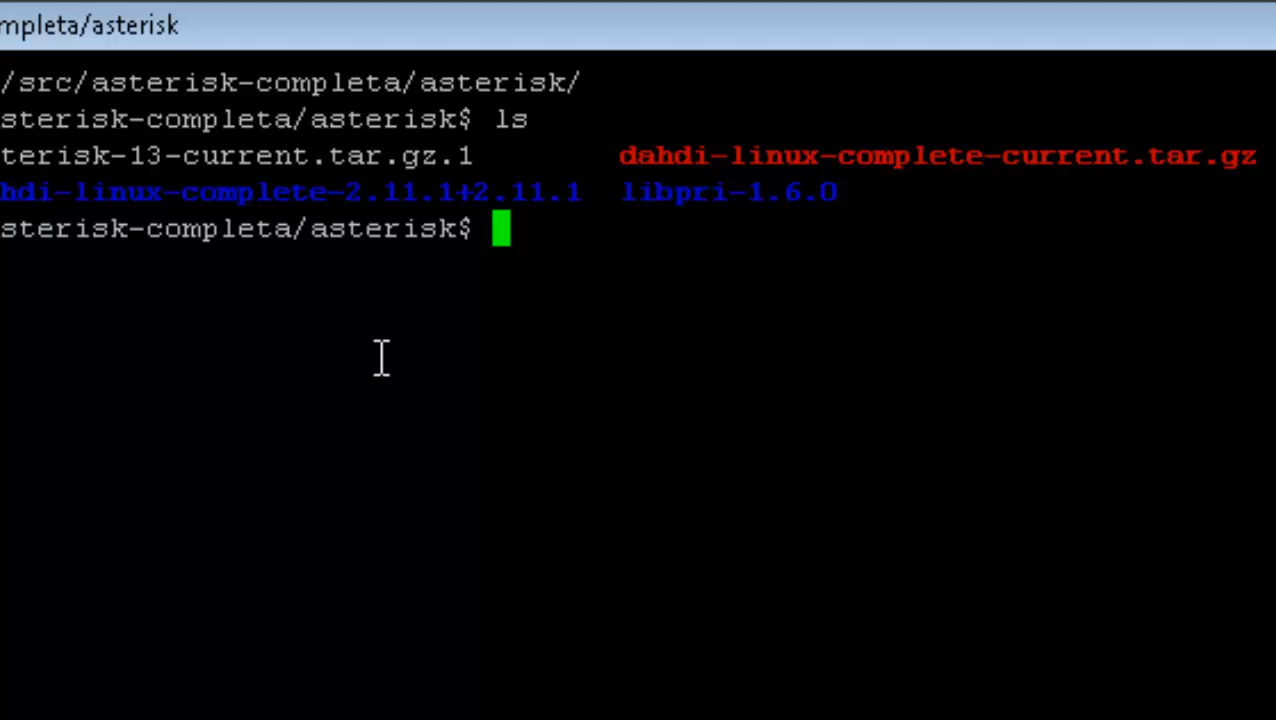 mpleta/asterisk
/src/asterisk-completa/asterisk/
sterisk-completa/asterisk$ ls
terisk-13-current.tar.gz.1 dahdi-linux-complete-current.tar.gz
hdi-linux-complete-2.11.1+2.11.1 libpri-1.6.0
sterisk-completa/asterisk$